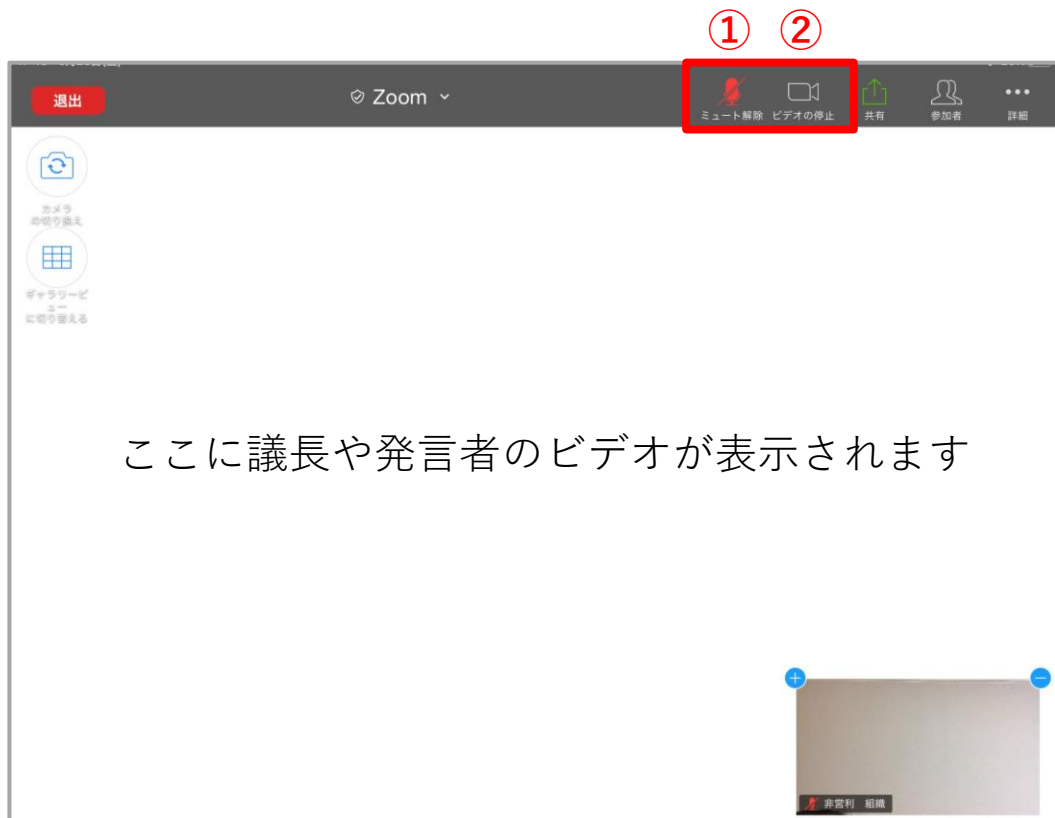 ① ②
退出
Zoom
ミュート解除 ビデオの停止 共有 参加者 詳細
カメラ
の切り換え
ギャラリービ
ュー
に切り替える
ここに議長や発言者のビデオが表示されます
非営利 組織